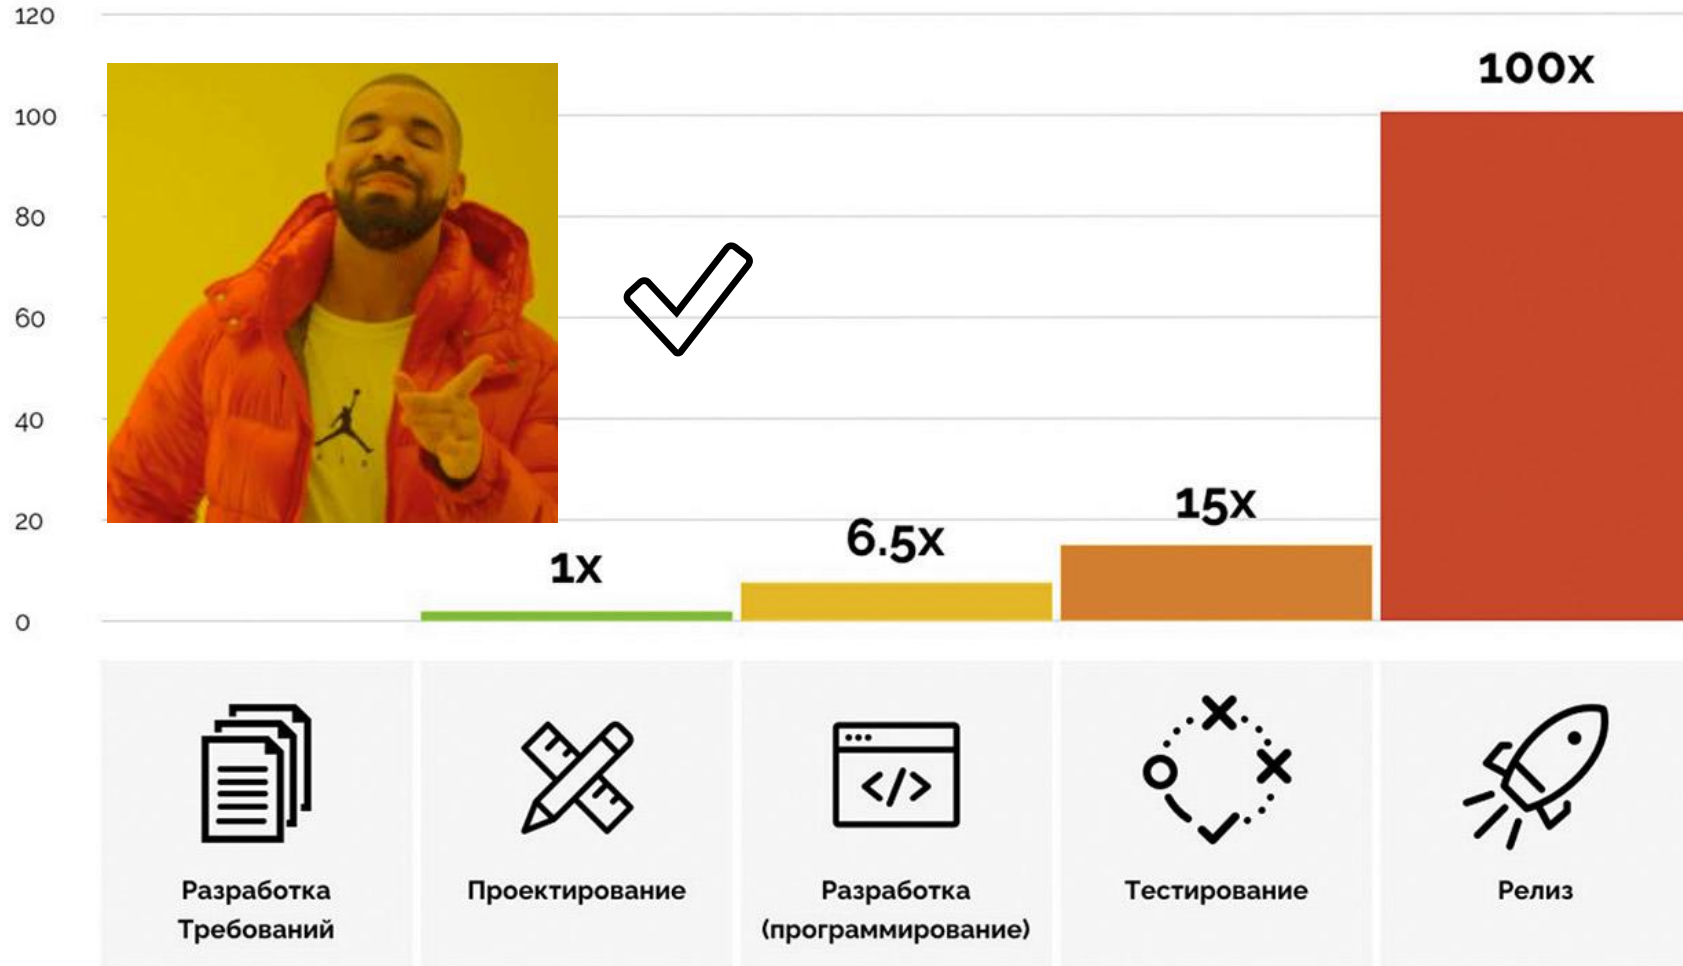 120
100
80
60
40
20
0
1x
6.5x
15x
100x
</>
Разработка
Требований
Проектирование
Разработка
(программирование)
Тестирование
Релиз